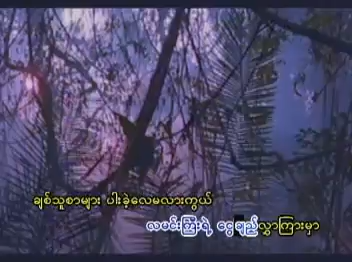 ချစ်သူစာများ ပါးခဲ့လေမလားကွယ်
လမင်းကြီးရဲ့ ငွေချည်လွှာကြားမှာ